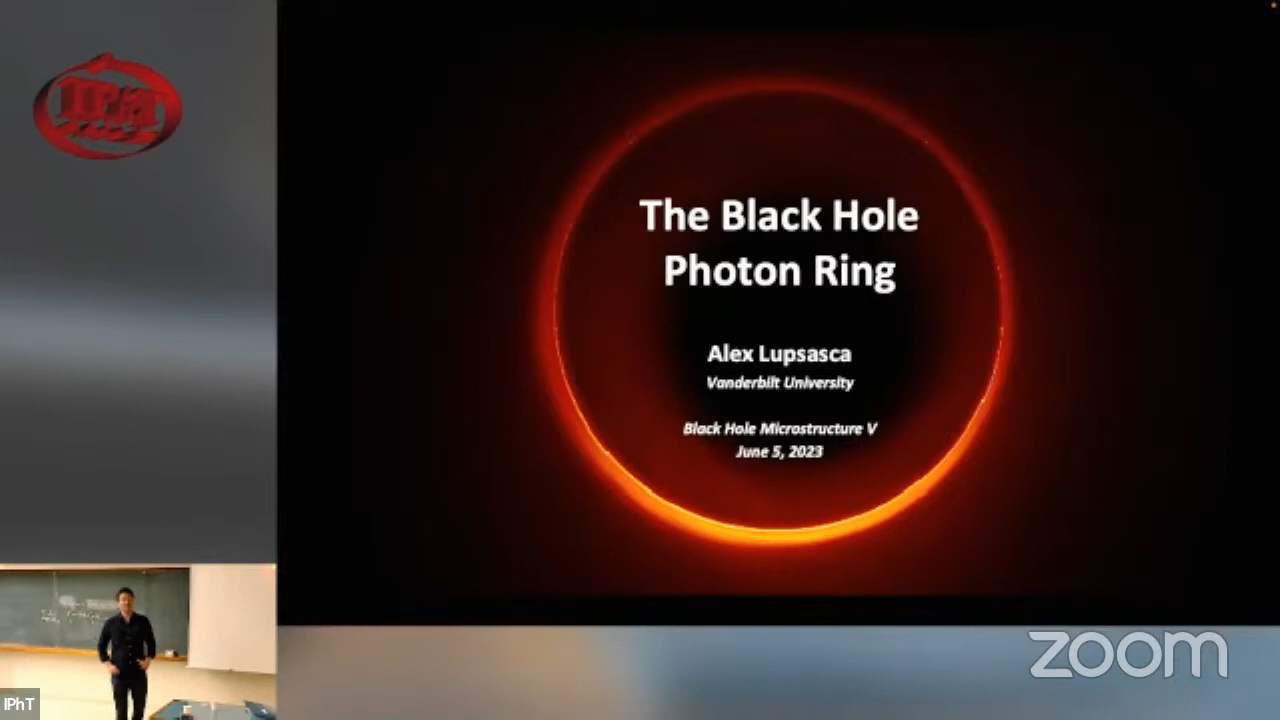 The Black Hole
Photon Ring
Alex Lupsasca
Vanderbilt University
Black Hole Microstructure V
June 5, 2023
IPhT
zoom